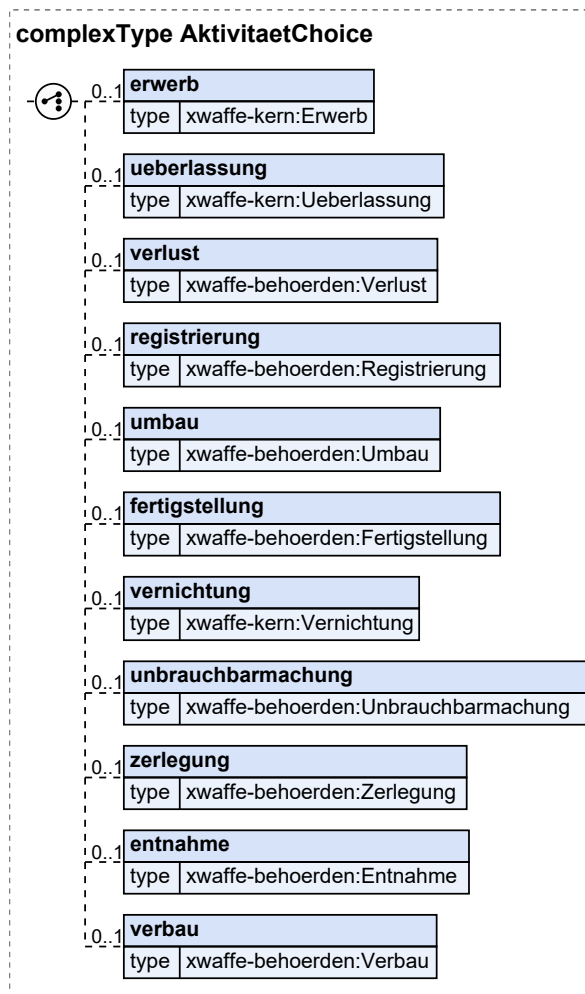 complexType AktivitaetChoice
0..1 erwerb
type xwaffe-kern:Erwerb
0..1 ueberlassung
type xwaffe-kern:Ueberlassung
0..1 verlust
type xwaffe-behoerden:Verlust
0..1 registrierung
type xwaffe-behoerden:Registrierung
0..1 umbau
type xwaffe-behoerden:Umbau
0..1 fertigstellung
type xwaffe-behoerden:Fertigstellung
0..1 vernichtung
type xwaffe-kern:Vernichtung
0..1 unbrauchbarmachung
type xwaffe-behoerden:Unbrauchbarmachung
0..1 zerlegung
type xwaffe-behoerden:Zerlegung
0..1 entnahme
type xwaffe-behoerden:Entnahme
0..1 verbau
type xwaffe-behoerden:Verbau